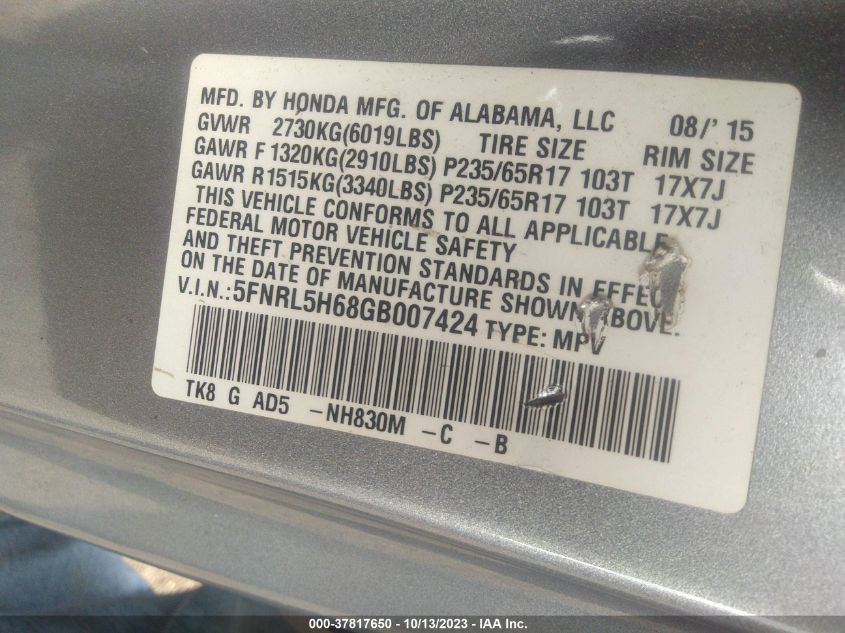 MFD. BY HONDA MFG. OF ALABAMA, LLC 08/' 15
GVWR 2730KG(6019LBS) TIRE SIZE RIM SIZE
GAWR F 1320KG(2910LBS) P235/65R17 103T 17X7J
GAWR R1515KG(3340LBS) P235/65R17 103T 17X7J
THIS VEHICLE CONFORMS TO ALL APPLICABLE
FEDERAL MOTOR VEHICLE SAFETY
AND THEFT PREVENTION STANDARDS IN EFFECT
ON THE DATE OF MANUFACTURE SHOWN ABOVE.
V.I.N.:5FNRL5H68GB007424 TYPE: MPV
TK8 G AD5 -NH830M -C -B
000-37817650 - 10/13/2023 - IAA Inc.